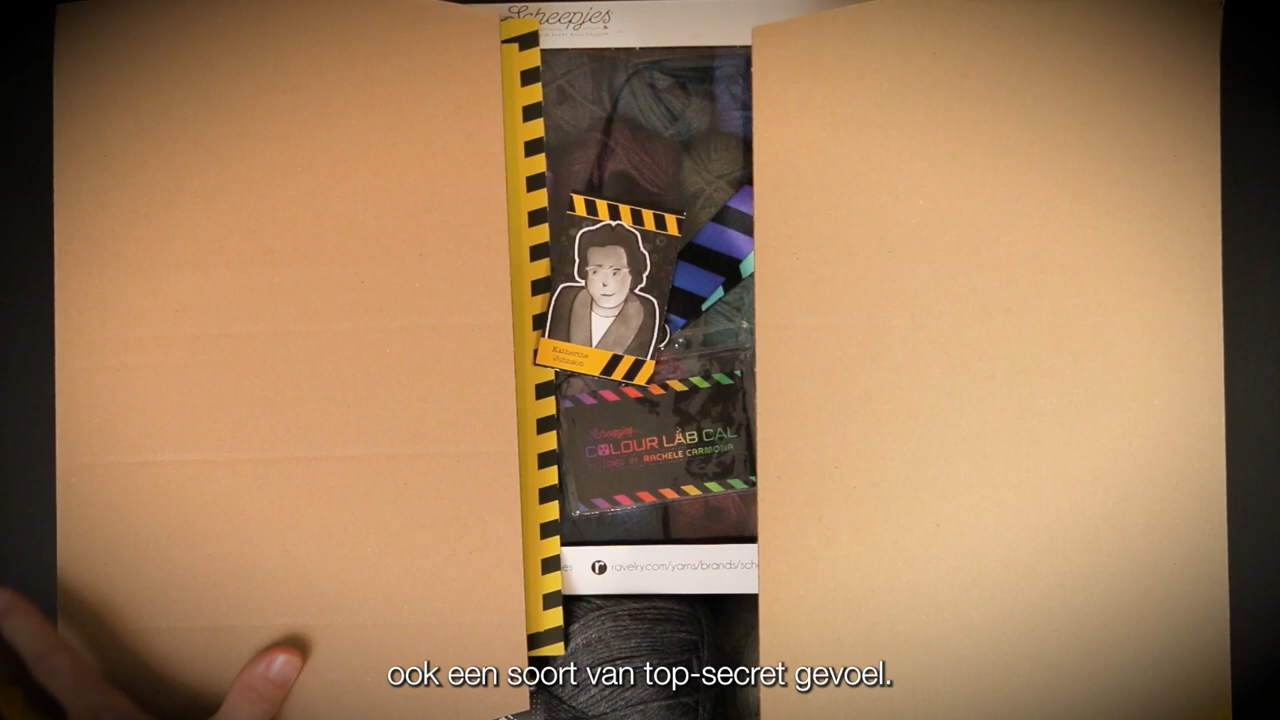 Scheepjes
Katherine
Johnson
Scheepjes
COLOUR LAB CAL
RACHELE CARMONA
ravelry.com/yarns/brands/sch
ook een soort van top-secret gevoel.